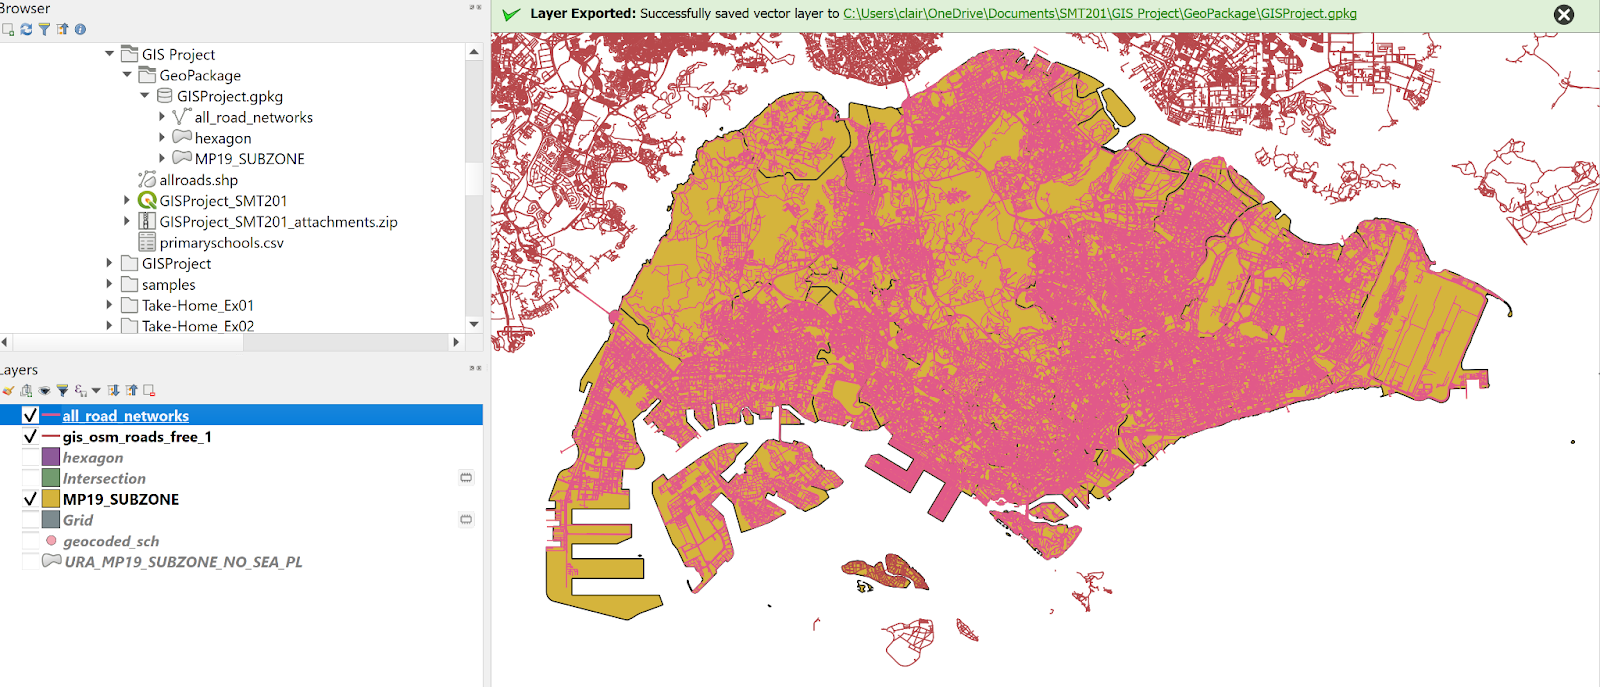 Browser
Layer Exported: Successfully saved vector layer to C:\Users\clair\OneDrive\Documents\SMT201\GIS Project\GeoPackage\GISProject.gpkg
GIS Project
GeoPackage
GISProject.gpkg
all_road_networks
hexagon
MP19_SUBZONE
allroads.shp
GISProject_SMT201
GISProject_SMT201_attachments.zip
primaryschools.csv
GISProject
samples
Take-Home_Ex01
Take-Home_Ex02
Layers
all_road_networks
gis_osm_roads_free_1
hexagon
Intersection
MP19_SUBZONE
Grid
geocoded_sch
URA_MP19_SUBZONE_NO_SEA_PL